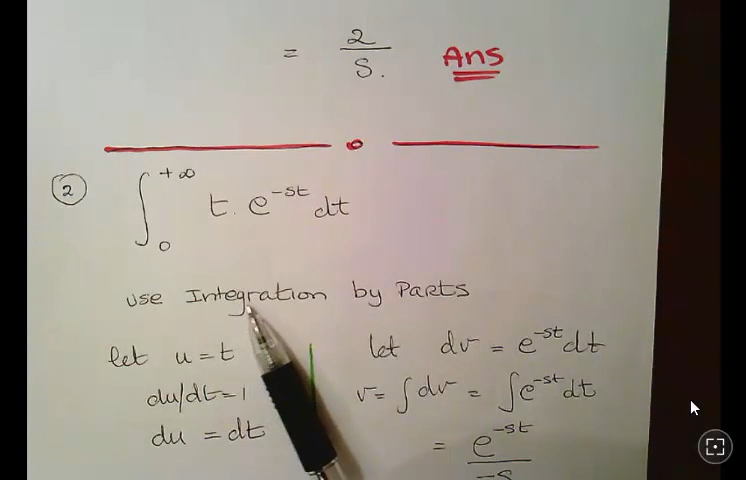 = 2/S. Ans
② ∫₀^{+∞} t. e^{-st} dt
use Integration by Parts
let u = t let dv = e^{-st} dt
du/dt = 1 v = ∫dv = ∫e^{-st} dt
du = dt = e^{-st}/-s